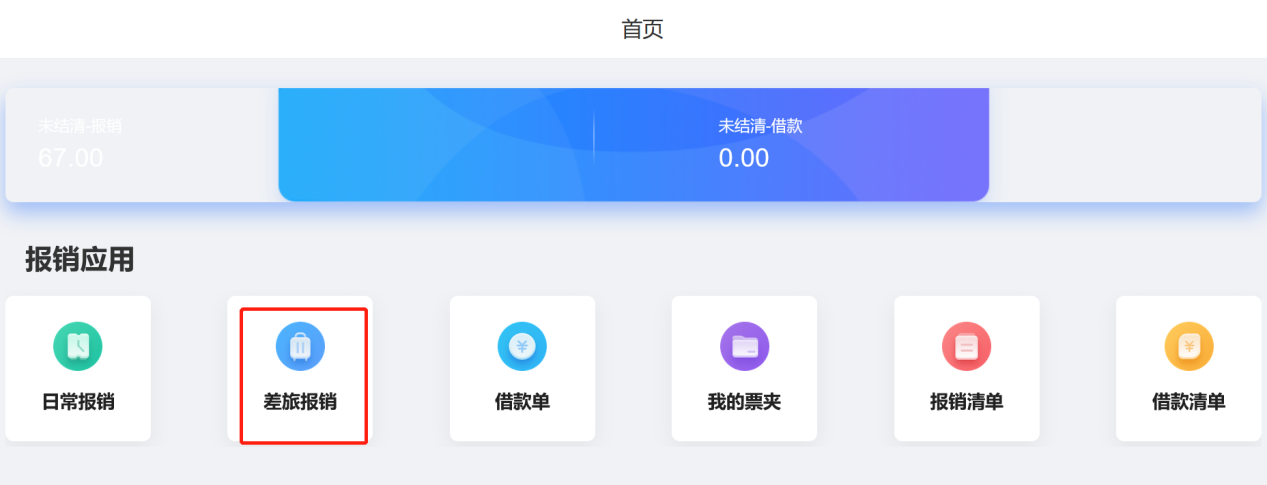 首页
未结清-报销
未结清-借款
67.00
0.00
报销应用
日常报销
差旅报销
借款单
我的票夹
报销清单
借款清单